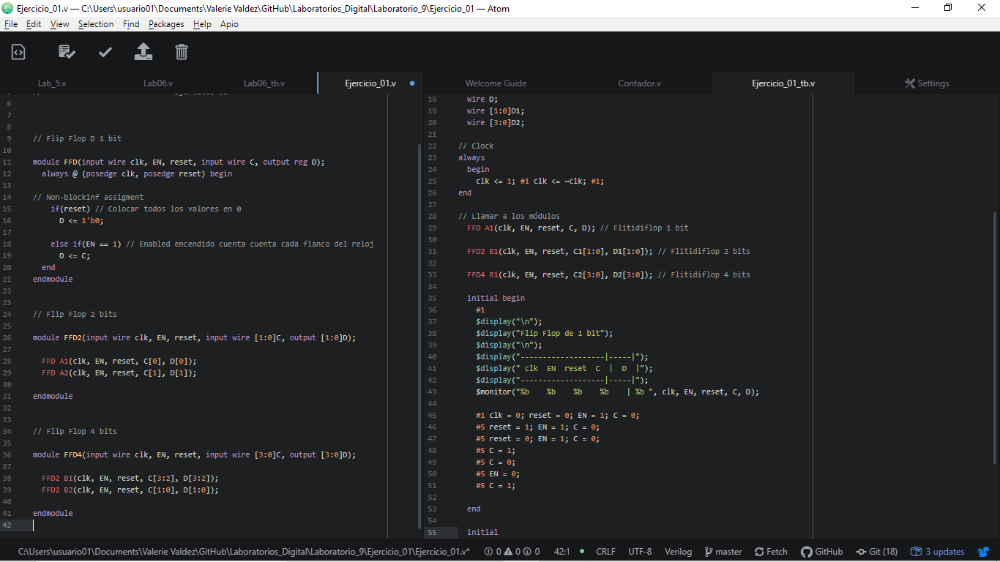 Ejercicio_01.v — C:\Users\usuario01\Documents\Valerie Valdez\GitHub\Laboratorios_Digital\Laboratorio_9\Ejercicio_01 — Atom
File Edit View Selection Find Packages Help Apio
Lab_5.v Lab06.v Lab06_tb.v Ejercicio_01.v Welcome Guide Contador.v Ejercicio_01_tb.v Settings
6
7
8
9 // Flip Flop D 1 bit
10
11 module FFD(input wire clk, EN, reset, input wire C, output reg D);
12 always @ (posedge clk, posedge reset) begin
13
14 // Non-blockinf assigment
15 if(reset) // Colocar todos los valores en 0
16 D <= 1'b0;
17
18 else if(EN == 1) // Enabled encendido cuenta cuenta cada flanco del reloj
19 D <= C;
20 end
21 endmodule
22
23
24 // Flip Flop 2 bits
25
26 module FFD2(input wire clk, EN, reset, input wire [1:0]C, output [1:0]D);
27
28 FFD A1(clk, EN, reset, C[0], D[0]);
29 FFD A2(clk, EN, reset, C[1], D[1]);
30
31 endmodule
32
33
34 // Flip Flop 4 bits
35
36 module FFD4(input wire clk, EN, reset, input wire [3:0]C, output [3:0]D);
37
38 FFD2 B1(clk, EN, reset, C[3:2], D[3:2]);
39 FFD2 B2(clk, EN, reset, C[1:0], D[1:0]);
40
41 endmodule
42
18 wire D;
19 wire [1:0]D1;
20 wire [3:0]D2;
21
22 // Clock
23 always
24 begin
25 clk <= 1; #1 clk <= ~clk; #1;
26 end
27
28 // Llamar a los módulos
29 FFD A1(clk, EN, reset, C, D); // Flitidiflop 1 bit
30
31 FFD2 B1(clk, EN, reset, C1[1:0], D1[1:0]); // Flitidiflop 2 bits
32
33 FFD4 R1(clk, EN, reset, C2[3:0], D2[3:0]); // Flitidiflop 4 bits
34
35 initial begin
36 #1
37 $display("\n");
38 $display("Flip Flop de 1 bit");
39 $display("\n");
40 $display("-------------------|-----|");
41 $display(" clk  EN  reset  C  |  D  |");
42 $display("-------------------|-----|");
43 $monitor("%b    %b    %b    %b    | %b ", clk, EN, reset, C, D);
44
45 #1 clk = 0; reset = 0; EN = 1; C = 0;
46 #5 reset = 1; EN = 1; C = 0;
47 #5 reset = 0; EN = 1; C = 0;
48 #5 C = 1;
49 #5 C = 0;
50 #5 EN = 0;
51 #5 C = 1;
52
53 end
54
55 initial
C:\Users\usuario01\Documents\Valerie Valdez\GitHub\Laboratorios_Digital\Laboratorio_9\Ejercicio_01\Ejercicio_01.v* 0 0 0 42:1 CRLF UTF-8 Verilog master Fetch GitHub Git (18) 3 updates